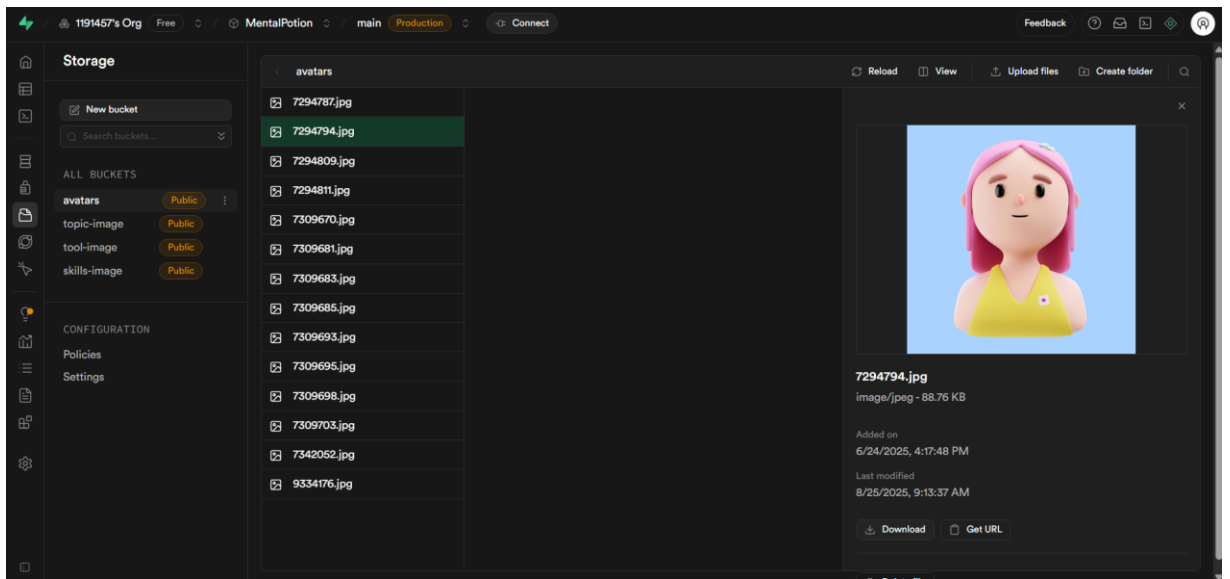 1191457's Org Free / MentalPotion / main Production Connect Feedback
Storage
New bucket
Search buckets...
ALL BUCKETS
avatars Public
topic-image Public
tool-image Public
skills-image Public
CONFIGURATION
Policies
Settings
avatars
Reload View Upload files Create folder
7294787.jpg
7294794.jpg
7294809.jpg
7294811.jpg
7309670.jpg
7309681.jpg
7309683.jpg
7309685.jpg
7309693.jpg
7309695.jpg
7309698.jpg
7309703.jpg
7342052.jpg
9334176.jpg
7294794.jpg
image/jpeg - 88.76 KB
Added on
6/24/2025, 4:17:48 PM
Last modified
8/25/2025, 9:13:37 AM
Download Get URL